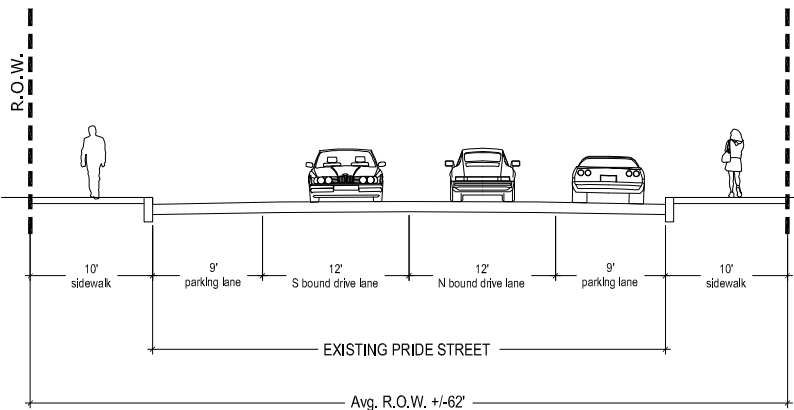 R.O.W.
10'
sidewalk
9'
parking lane
12'
S bound drive lane
12'
N bound drive lane
9'
parking lane
10'
sidewalk
EXISTING PRIDE STREET
Avg. R.O.W. +/-62'